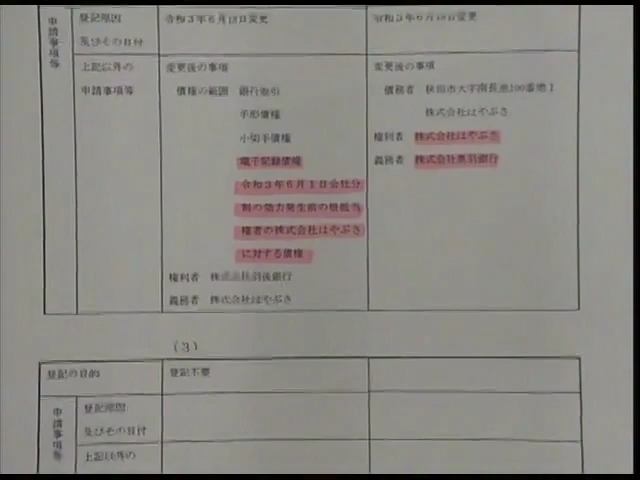 申請事項等
登記原因
及びその日付
令和3年6月18日変更
令和3年6月18日変更
上記以外の
申請事項等
変更後の事項
債権の範囲 銀行取引
手形債権
小切手債権
電子記録債権
令和3年6月1日会社分
割の効力発生前の根抵当
権者の株式会社はやぶさ
に対する債権
権利者 株式会社羽後銀行
義務者 株式会社はやぶさ
変更後の事項
債務者 秋田市大字南長池100番地1
株式会社はやぶさ
権利者 株式会社はやぶさ
義務者 株式会社奥羽銀行
(3)
登記の目的
登記不要
申請事項等
登記原因
及びその日付
上記以外の